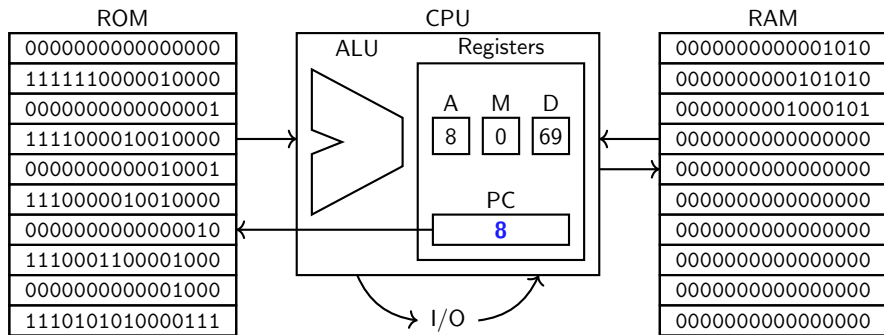 ROM
0000000000000000
1111110000010000
0000000000000001
1111000010010000
0000000000010001
1110000010010000
0000000000000010
1110001100001000
0000000000001000
1110101010000111
CPU
ALU
Registers
A M D
8 0 69
PC
8
I/O
RAM
0000000000001010
0000000000101010
0000000001000101
0000000000000000
0000000000000000
0000000000000000
0000000000000000
0000000000000000
0000000000000000
0000000000000000